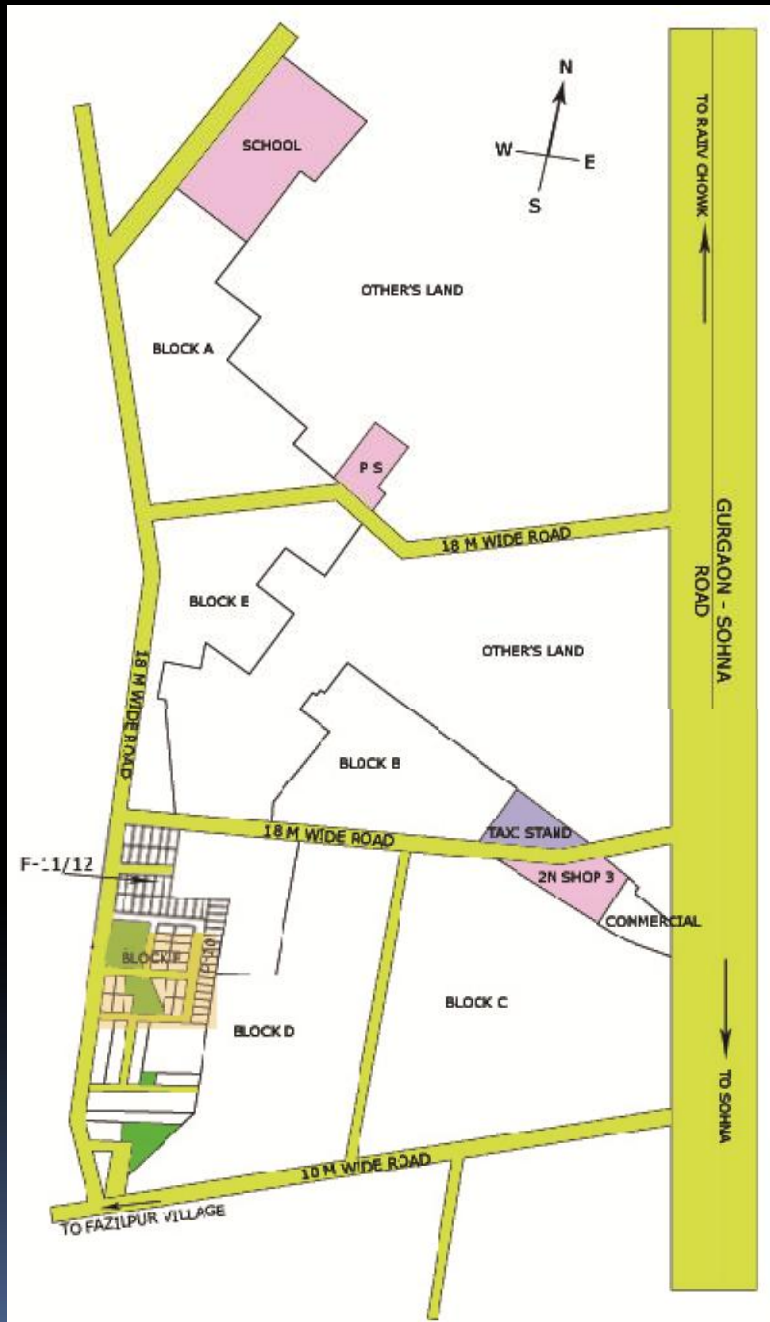 N
W
E
S
TO RAJIV CHOWK
SCHOOL
OTHER'S LAND
BLOCK A
P S
18 M WIDE ROAD
GURGAON - SOHNA
ROAD
BLOCK E
OTHER'S LAND
18 M WIDE ROAD
BLOCK B
TAXI STAND
18 M WIDE ROAD
F-11/12
2N SHOP 3
COMMERCIAL
BLOCK F
BLOCK C
BLOCK D
TO SOHNA
10 M WIDE ROAD
TO FAZILPUR VILLAGE